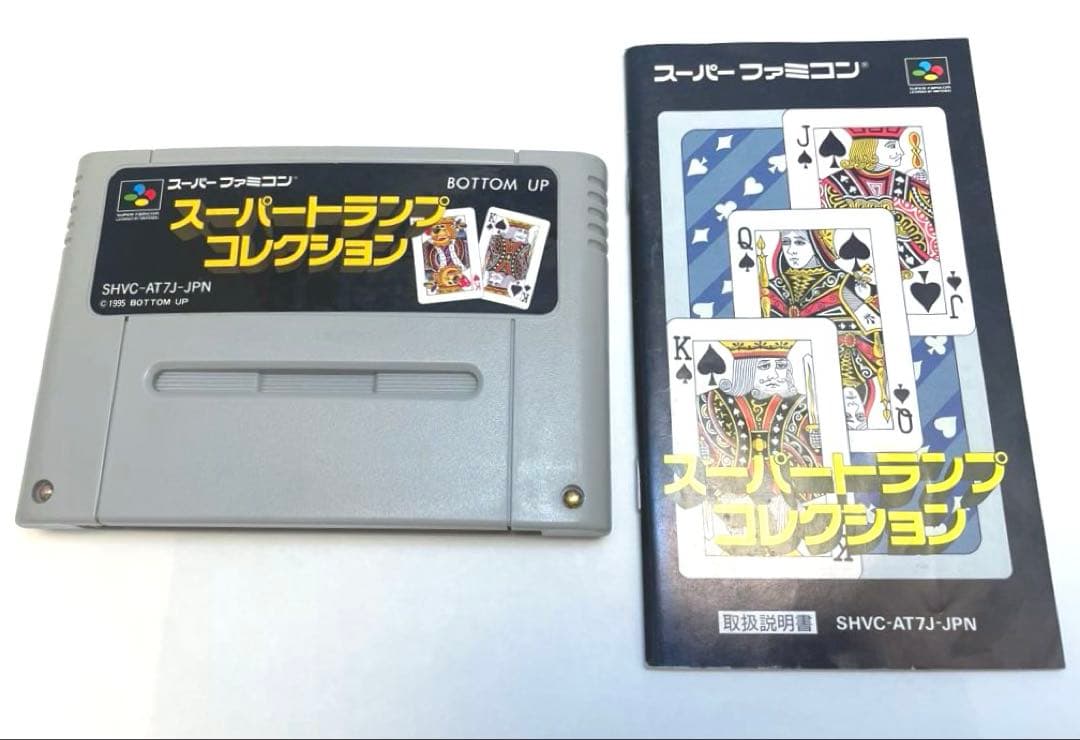 スーパーファミコン™
BOTTOM UP
スーパートランプ
コレクション
SHVC-AT7J-JPN
© 1995 BOTTOM UP
K
K
スーパーファミコン®
J
J
Q
Q
K
K
スーパートランプ
コレクション
取扱説明書 SHVC-AT7J-JPN